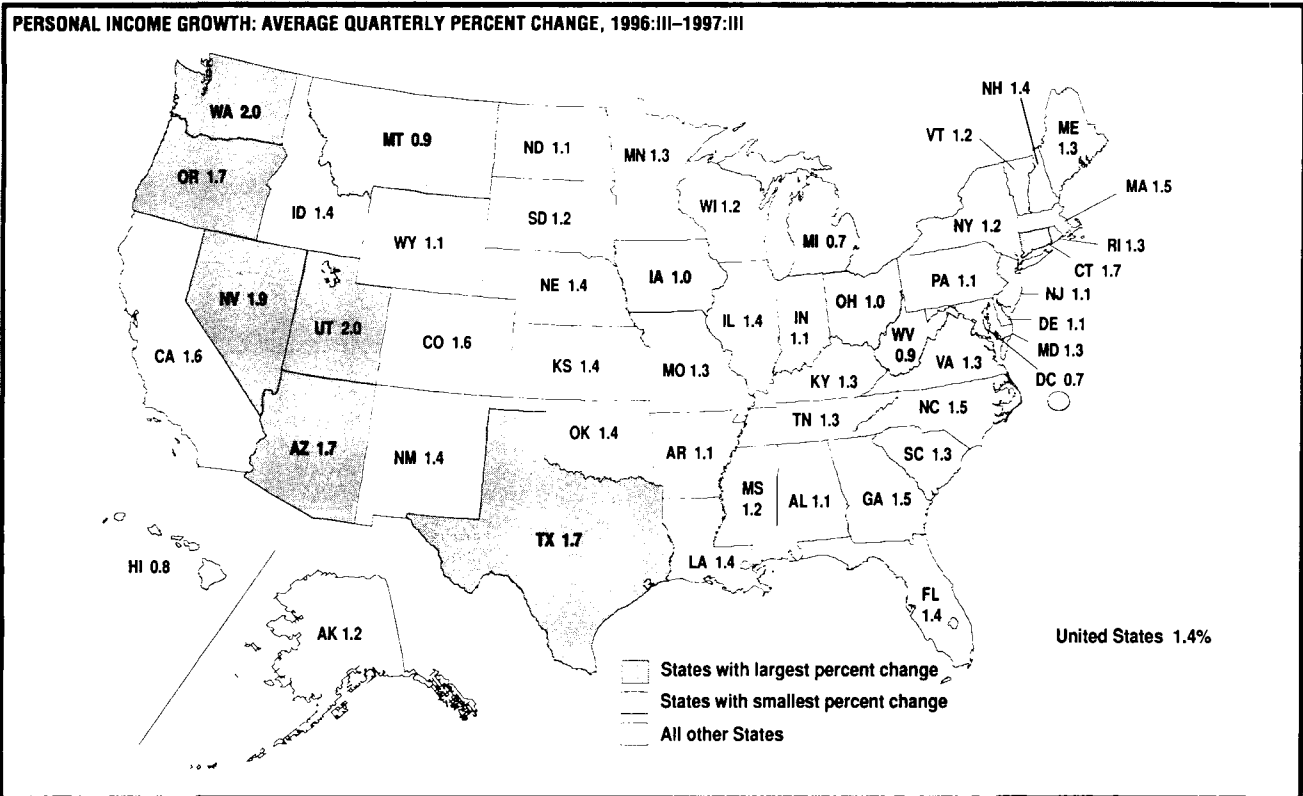 PERSONAL INCOME GROWTH: AVERAGE QUARTERLY PERCENT CHANGE, 1996:III–1997:III
WA 2.0
OR 1.7
MT 0.9
ID 1.4
WY 1.1
ND 1.1
SD 1.2
NE 1.4
KS 1.4
MN 1.3
WI 1.2
MI 0.7
IA 1.0
IL 1.4
IN
1.1
OH 1.0
MO 1.3
KY 1.3
WV
0.9
VA 1.3
PA 1.1
NY 1.2
NH 1.4
VT 1.2
ME
1.3
MA 1.5
RI 1.3
CT 1.7
NJ 1.1
DE 1.1
MD 1.3
DC 0.7
NV 1.9
UT 2.0
CO 1.6
CA 1.6
AZ 1.7
NM 1.4
OK 1.4
TX 1.7
AR 1.1
TN 1.3
NC 1.5
SC 1.3
MS
1.2
AL 1.1
GA 1.5
LA 1.4
FL
1.4
HI 0.8
AK 1.2
United States 1.4%
States with largest percent change
States with smallest percent change
All other States